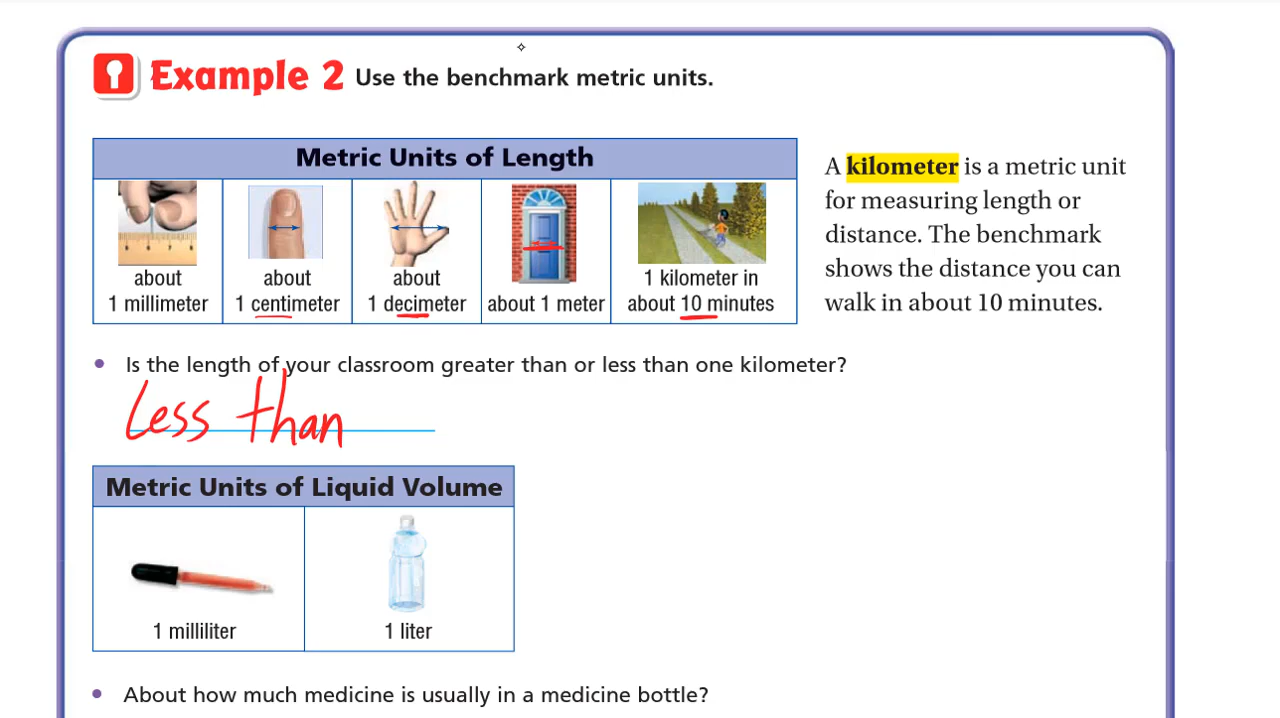 Example 2 Use the benchmark metric units.
Metric Units of Length
about
1 millimeter
about
1 centimeter
about
1 decimeter
about 1 meter
1 kilometer in
about 10 minutes
A kilometer is a metric unit
for measuring length or
distance. The benchmark
shows the distance you can
walk in about 10 minutes.
• Is the length of your classroom greater than or less than one kilometer?
Less than
Metric Units of Liquid Volume
1 milliliter
1 liter
• About how much medicine is usually in a medicine bottle?